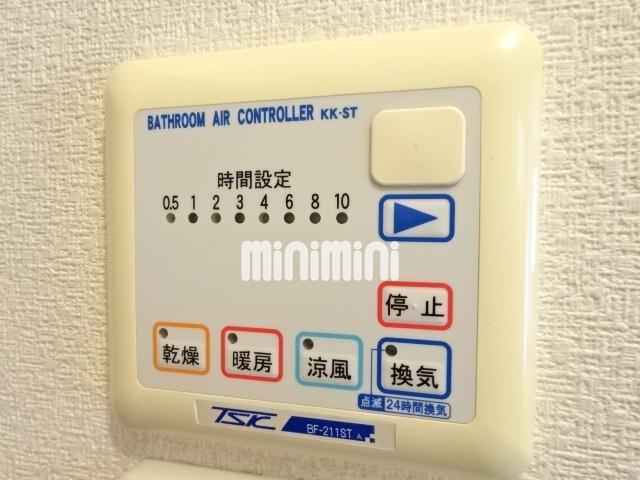 BATHROOM AIR CONTROLLER KK-ST
時間設定
0.5 1 2 3 4 6 8 10
minimini
停止
乾燥 暖房 涼風 換気
点滅 24時間換気
TSK
BF-211ST A